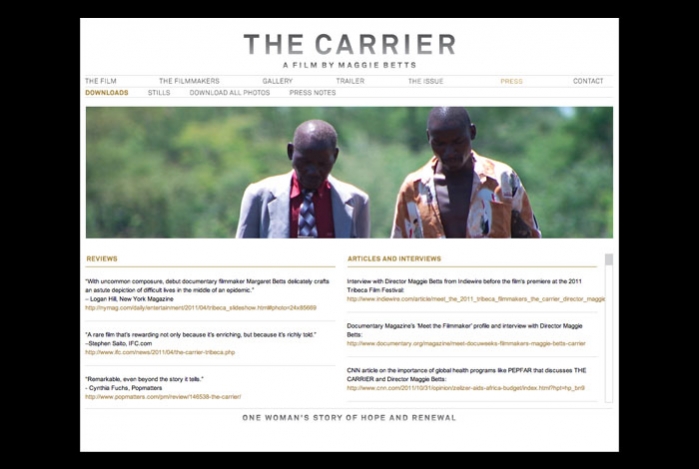 THE CARRIER
A FILM BY MAGGIE BETTS
THE FILM THE FILMMAKERS GALLERY TRAILER THE ISSUE PRESS CONTACT
DOWNLOADS STILLS DOWNLOAD ALL PHOTOS PRESS NOTES
REVIEWS
"With uncommon composure, debut documentary filmmaker Margaret Betts delicately crafts
an astute depiction of difficult lives in the middle of an epidemic."
– Logan Hill, New York Magazine
http://nymag.com/daily/entertainment/2011/04/tribeca_slideshow.html#photo=24x65669
"A rare film that's rewarding not only because it's enriching, but because it's richly told."
–Stephen Saito, IFC.com
http://www.ifc.com/news/2011/04/the-carrier-tribeca.php
"Remarkable, even beyond the story it tells."
- Cynthia Fuchs, Popmatters
http://www.popmatters.com/pm/review/146536-the-carrier/
ARTICLES AND INTERVIEWS
Interview with Director Maggie Betts from Indiewire before the film's premiere at the 2011
Tribeca Film Festival:
http://www.indiewire.com/article/meet_the_2011_tribeca_filmmakers_the_carrier_director_maggie
Documentary Magazine's 'Meet the Filmmaker' profile and interview with Director Maggie
Betts:
http://www.documentary.org/magazine/meet-docuweeks-filmmakers-maggie-betts-carrier
CNN article on the importance of global health programs like PEPFAR that discusses THE
CARRIER and Director Maggie Betts:
http://www.cnn.com/2011/10/31/opinion/zeitzer-aids-africa-budget/index.html?hpt=hp_bn9
ONE WOMAN'S STORY OF HOPE AND RENEWAL